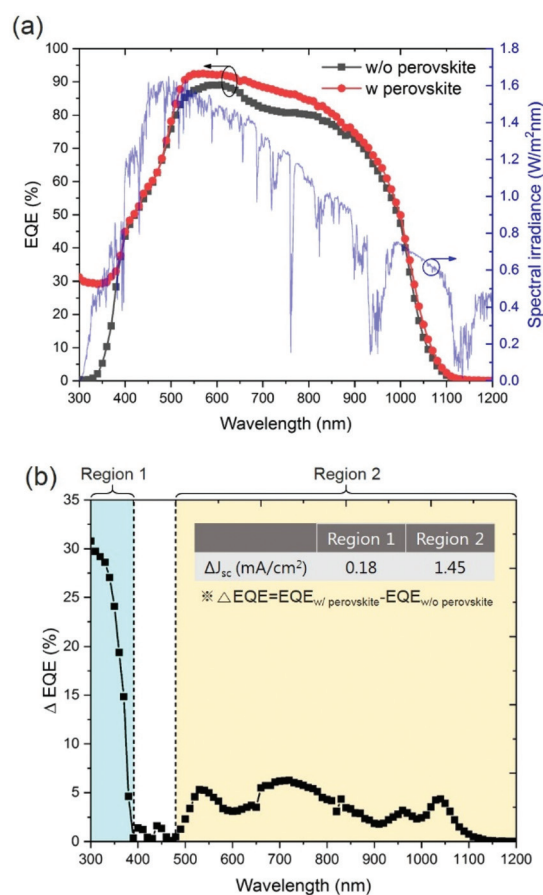 (a)
w/o perovskite
w perovskite
EQE (%)
100
90
80
70
60
50
40
30
20
10
0
1.8
1.6
1.4
1.2
1.0
0.8
0.6
0.4
0.2
0.0
Spectral irradiance (W/m²nm)
300 400 500 600 700 800 900 1000 1100 1200
Wavelength (nm)
(b)
Region 1 Region 2
35
30
25
20
15
10
5
0
Δ EQE (%)
Region 1 Region 2
ΔJsc (mA/cm²) 0.18 1.45
※ △EQE=EQEw/ perovskite-EQEw/o perovskite
300 400 500 600 700 800 900 1000 1100 1200
Wavelength (nm)